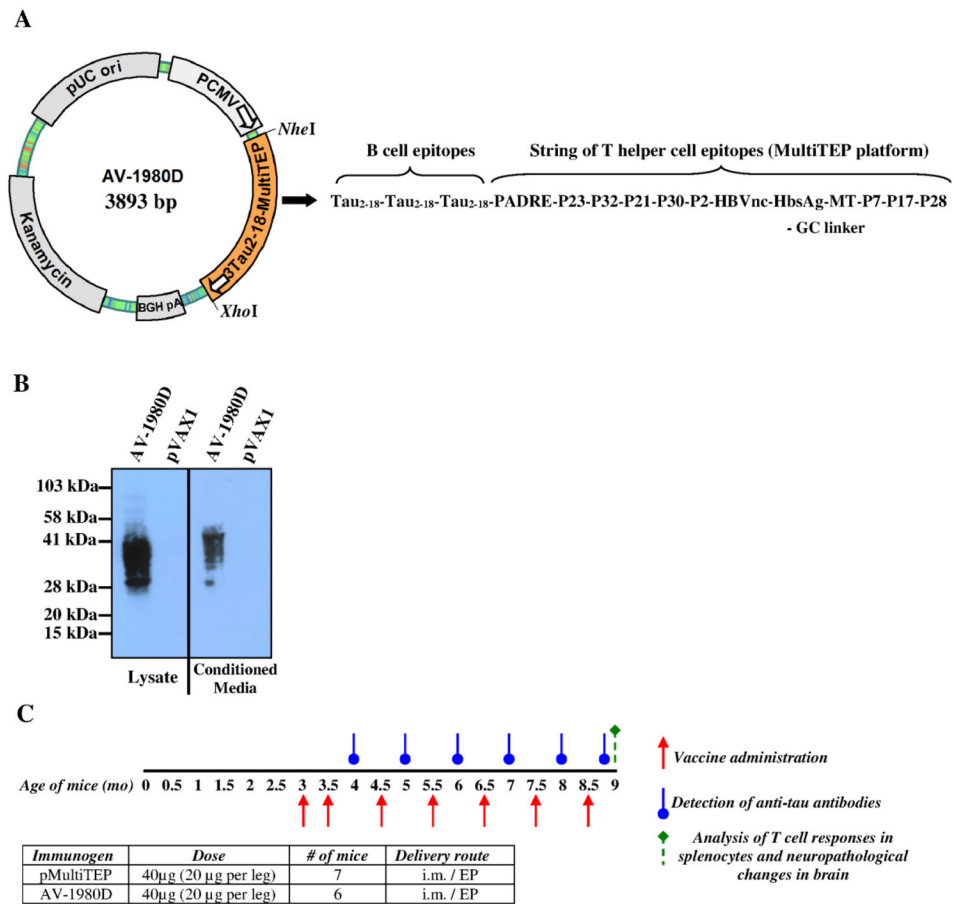 A
pUC ori
PCMV
NheI
AV-1980D
3893 bp
3Tau2-18-MultiTEP
Kanamycin
BGH pA
XhoI
B cell epitopes
String of T helper cell epitopes (MultiTEP platform)
Tau2-18-Tau2-18-Tau2-18-PADRE-P23-P32-P21-P30-P2-HBVnc-HbsAg-MT-P7-P17-P28
- GC linker
B
AV-1980D
pVAX1
AV-1980D
pVAX1
103 kDa
58 kDa
41 kDa
28 kDa
20 kDa
15 kDa
Lysate
Conditioned
Media
C
Age of mice (mo) 0 0.5 1 1.5 2 2.5 3 3.5 4 4.5 5 5.5 6 6.5 7 7.5 8 8.5 9
Vaccine administration
Detection of anti-tau antibodies
Analysis of T cell responses in
splenocytes and neuropathological
changes in brain
Immunogen Dose # of mice Delivery route
pMultiTEP 40µg (20 µg per leg) 7 i.m. / EP
AV-1980D 40µg (20 µg per leg) 6 i.m. / EP